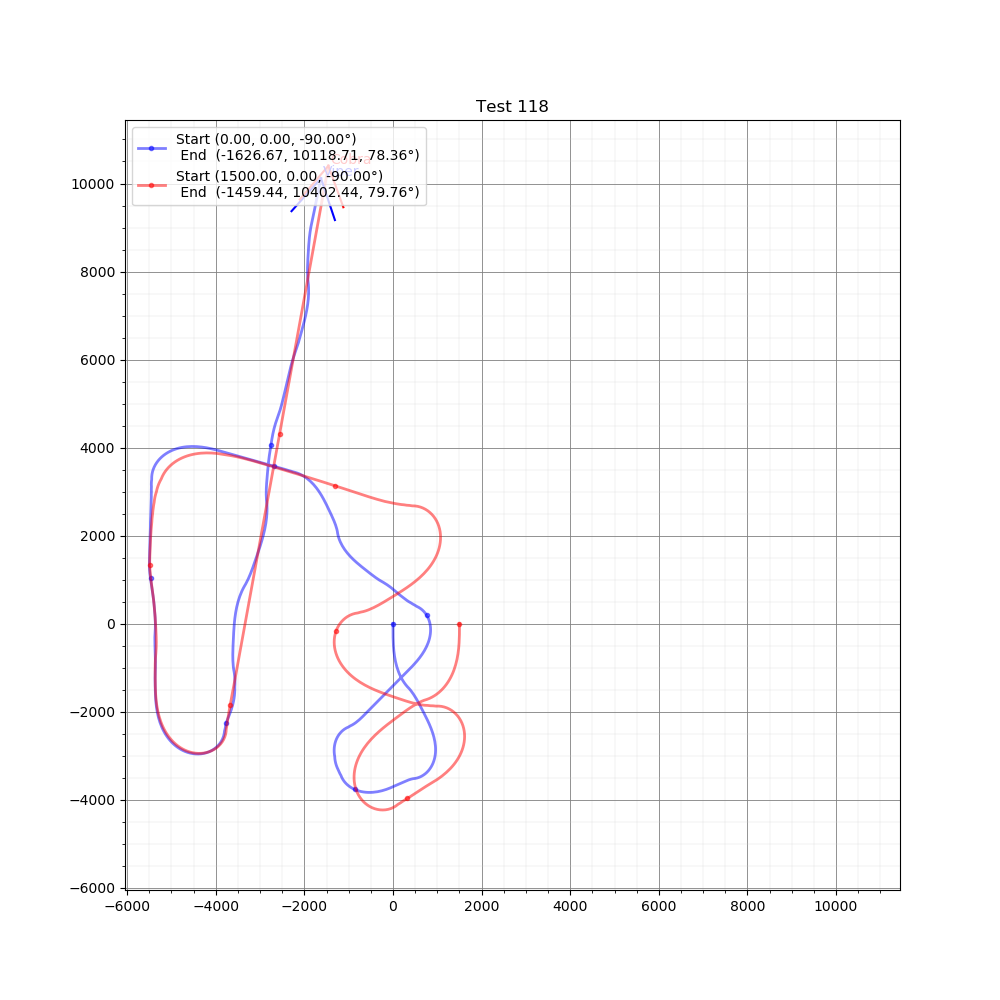 Test 118
Start (0.00, 0.00, -90.00°)
End (-1626.67, 10118.71, 78.36°)
Start (1500.00, 0.00, -90.00°)
End (-1459.44, 10402.44, 79.76°)
10000
8000
6000
4000
2000
0
−2000
−4000
−6000
−6000 −4000 −2000 0 2000 4000 6000 8000 10000